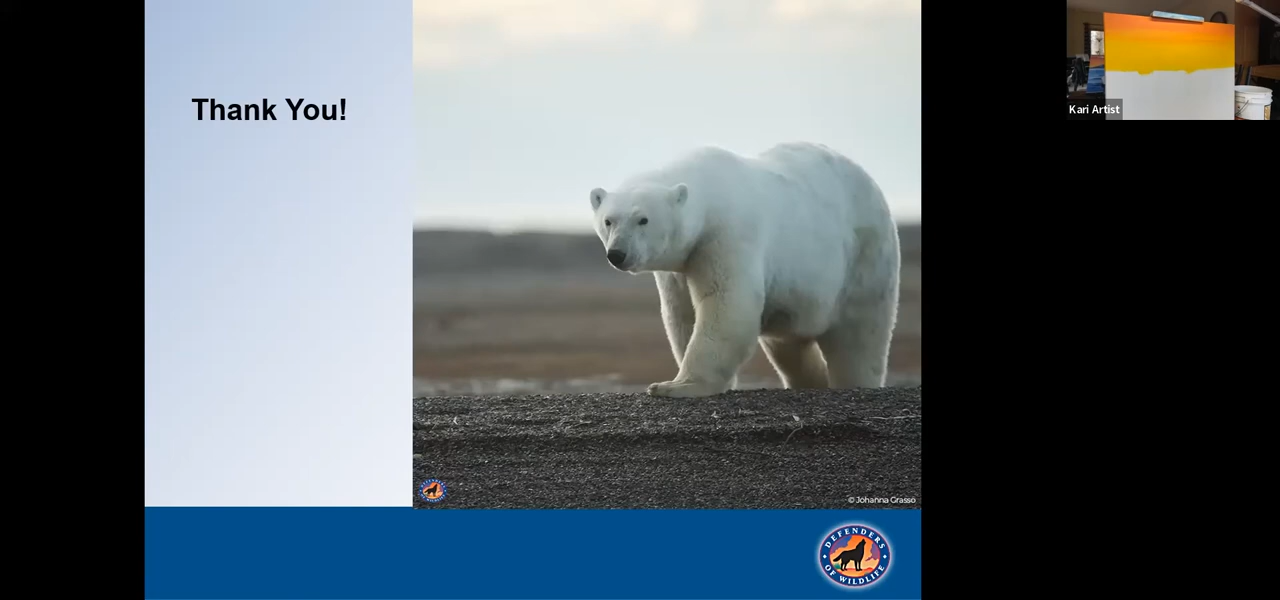 Thank You!
Kari Artist
© Johanna Grasso
DEFENDERS
OF WILDLIFE